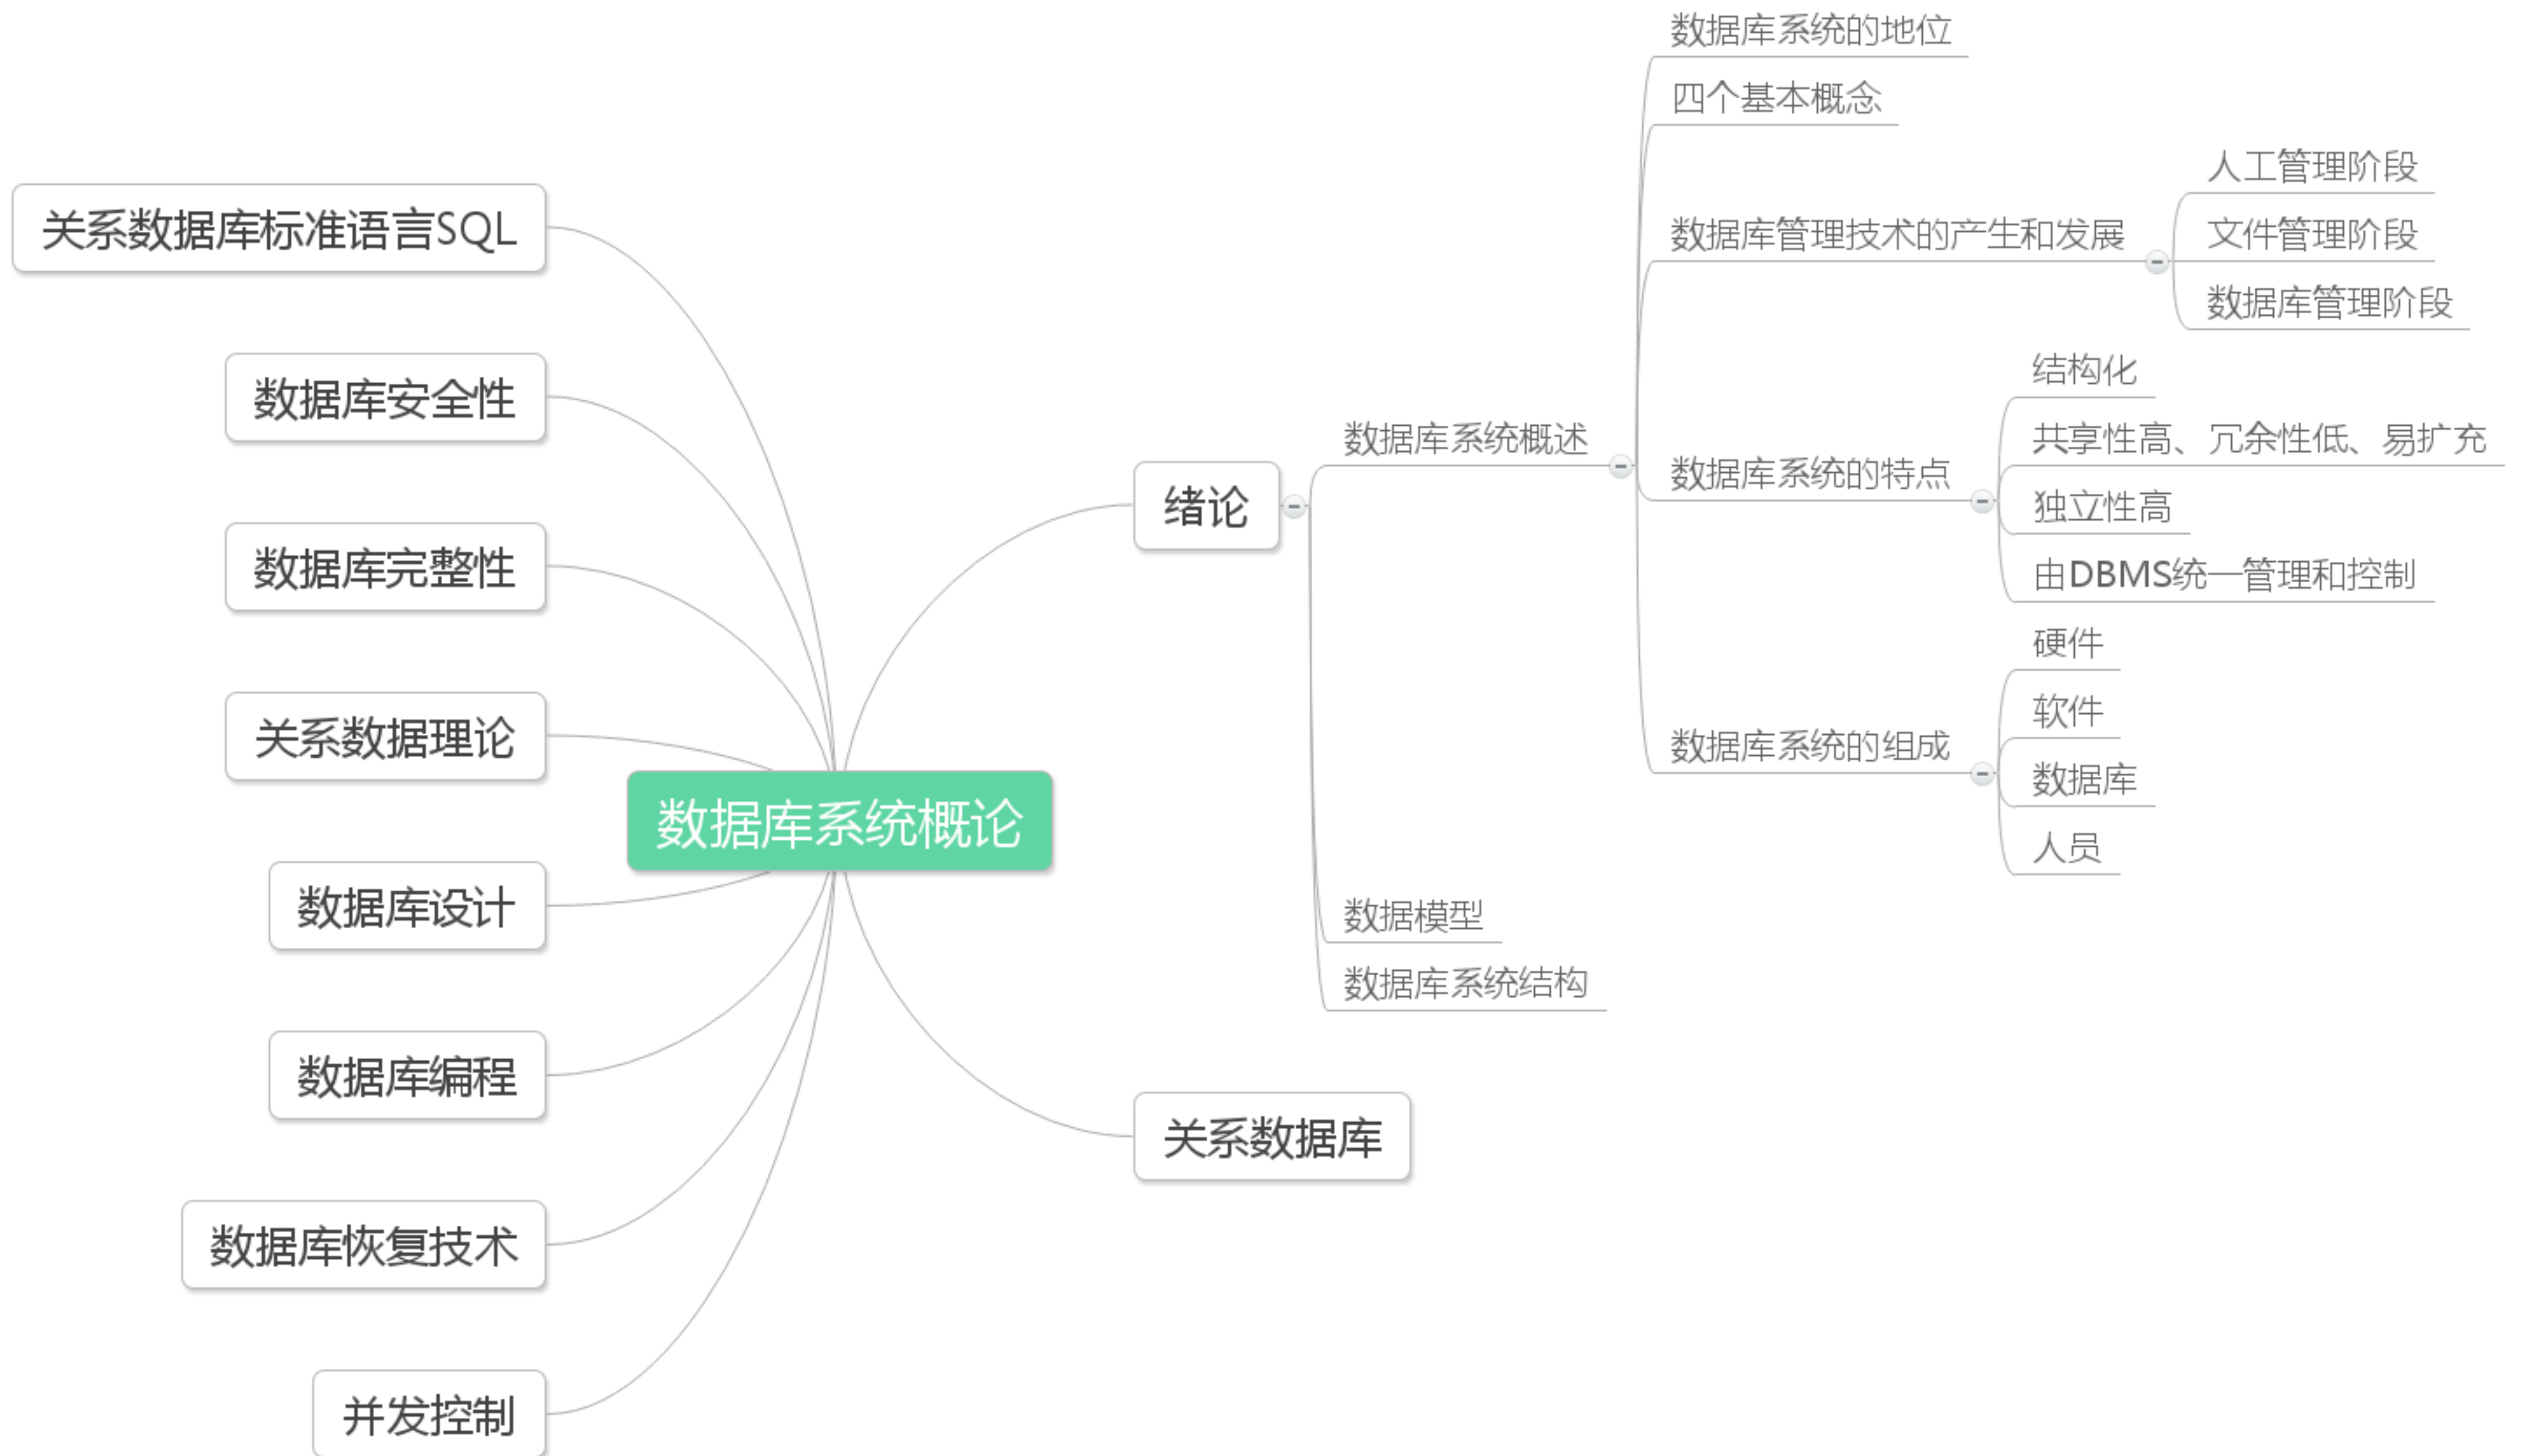 数据库系统概论
绪论
数据库系统概述
数据库系统的地位
四个基本概念
数据库管理技术的产生和发展
人工管理阶段
文件管理阶段
数据库管理阶段
数据库系统的特点
结构化
共享性高、冗余性低、易扩充
独立性高
由DBMS统一管理和控制
数据库系统的组成
硬件
软件
数据库
人员
数据模型
数据库系统结构
关系数据库
关系数据库标准语言SQL
数据库安全性
数据库完整性
关系数据理论
数据库设计
数据库编程
数据库恢复技术
并发控制